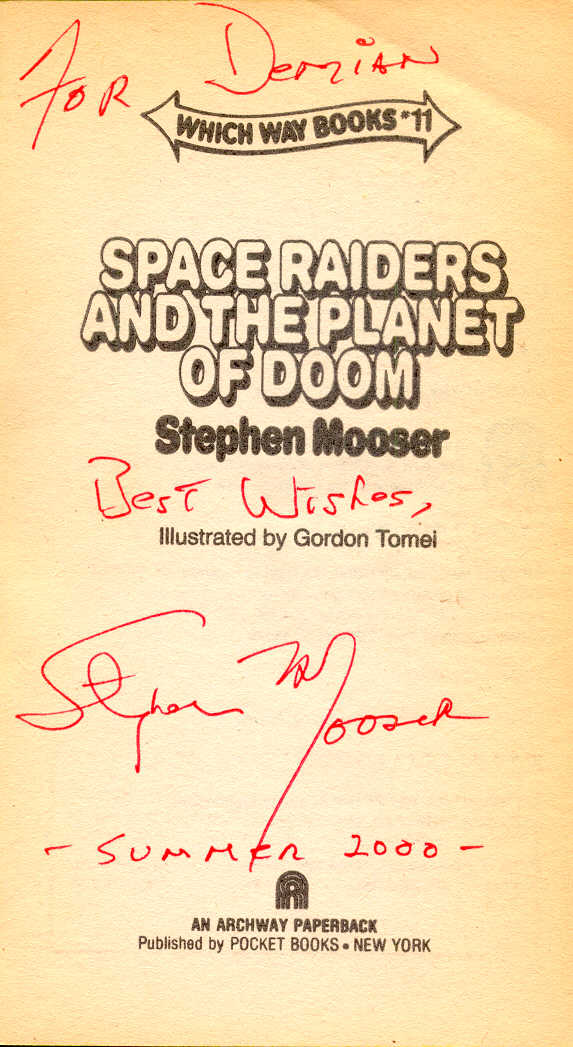 FOR DEMIAN
WHICH WAY BOOKS #11
SPACE RAIDERS
AND THE PLANET
OF DOOM
Stephen Mooser
BEST WISHES,
Illustrated by Gordon Tomei
Stephen Mooser
- SUMMER 2000 -
AN ARCHWAY PAPERBACK
Published by POCKET BOOKS • NEW YORK